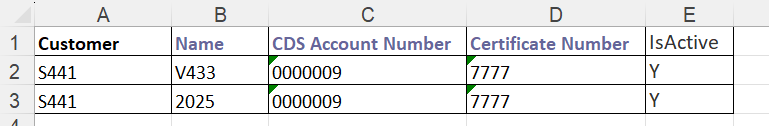 A B C D E
1 Customer Name CDS Account Number Certificate Number IsActive
2 S441 V433 0000009 7777 Y
3 S441 2025 0000009 7777 Y